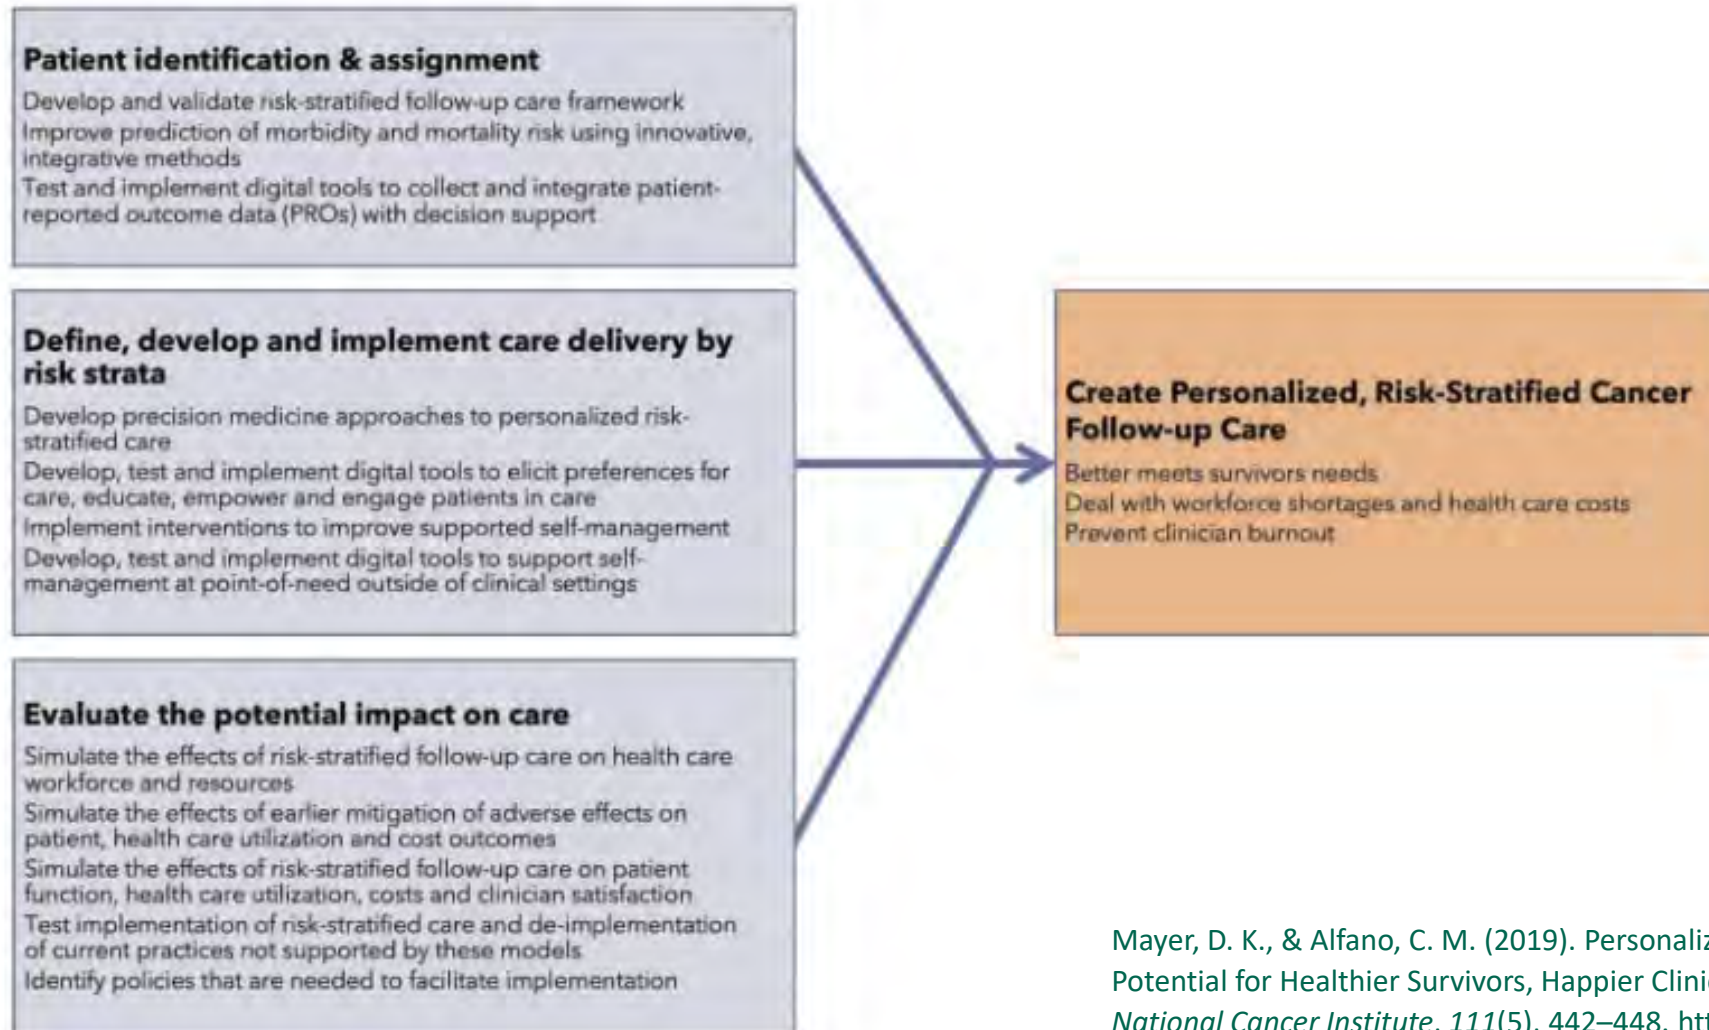 Patient identification & assignment
Develop and validate risk-stratified follow-up care framework
Improve prediction of morbidity and mortality risk using innovative,
integrative methods
Test and implement digital tools to collect and integrate patient-
reported outcome data (PROs) with decision support
Define, develop and implement care delivery by
risk strata
Develop precision medicine approaches to personalized risk-
stratified care
Develop, test and implement digital tools to elicit preferences for
care, educate, empower and engage patients in care
Implement interventions to improve supported self-management
Develop, test and implement digital tools to support self-
management at point-of-need outside of clinical settings
Evaluate the potential impact on care
Simulate the effects of risk-stratified follow-up care on health care
workforce and resources
Simulate the effects of earlier mitigation of adverse effects on
patient, health care utilization and cost outcomes
Simulate the effects of risk-stratified follow-up care on patient
function, health care utilization, costs and clinician satisfaction
Test implementation of risk-stratified care and de-implementation
of current practices not supported by these models
Identify policies that are needed to facilitate implementation
Create Personalized, Risk-Stratified Cancer
Follow-up Care
Better meets survivors needs
Deal with workforce shortages and health care costs
Prevent clinician burnout
Mayer, D. K., & Alfano, C. M. (2019). Personaliz
Potential for Healthier Survivors, Happier Clinic
National Cancer Institute, 111(5), 442–448. htt